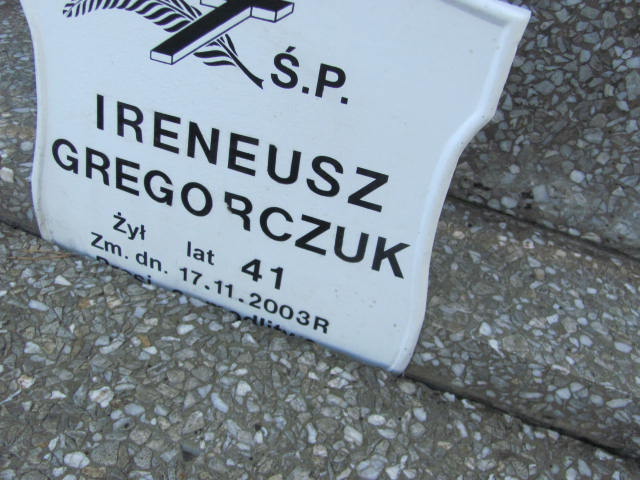 Ś.P.
IRENEUSZ
GREGORCZUK
Żył lat 41
Zm. dn. 17.11.2003R